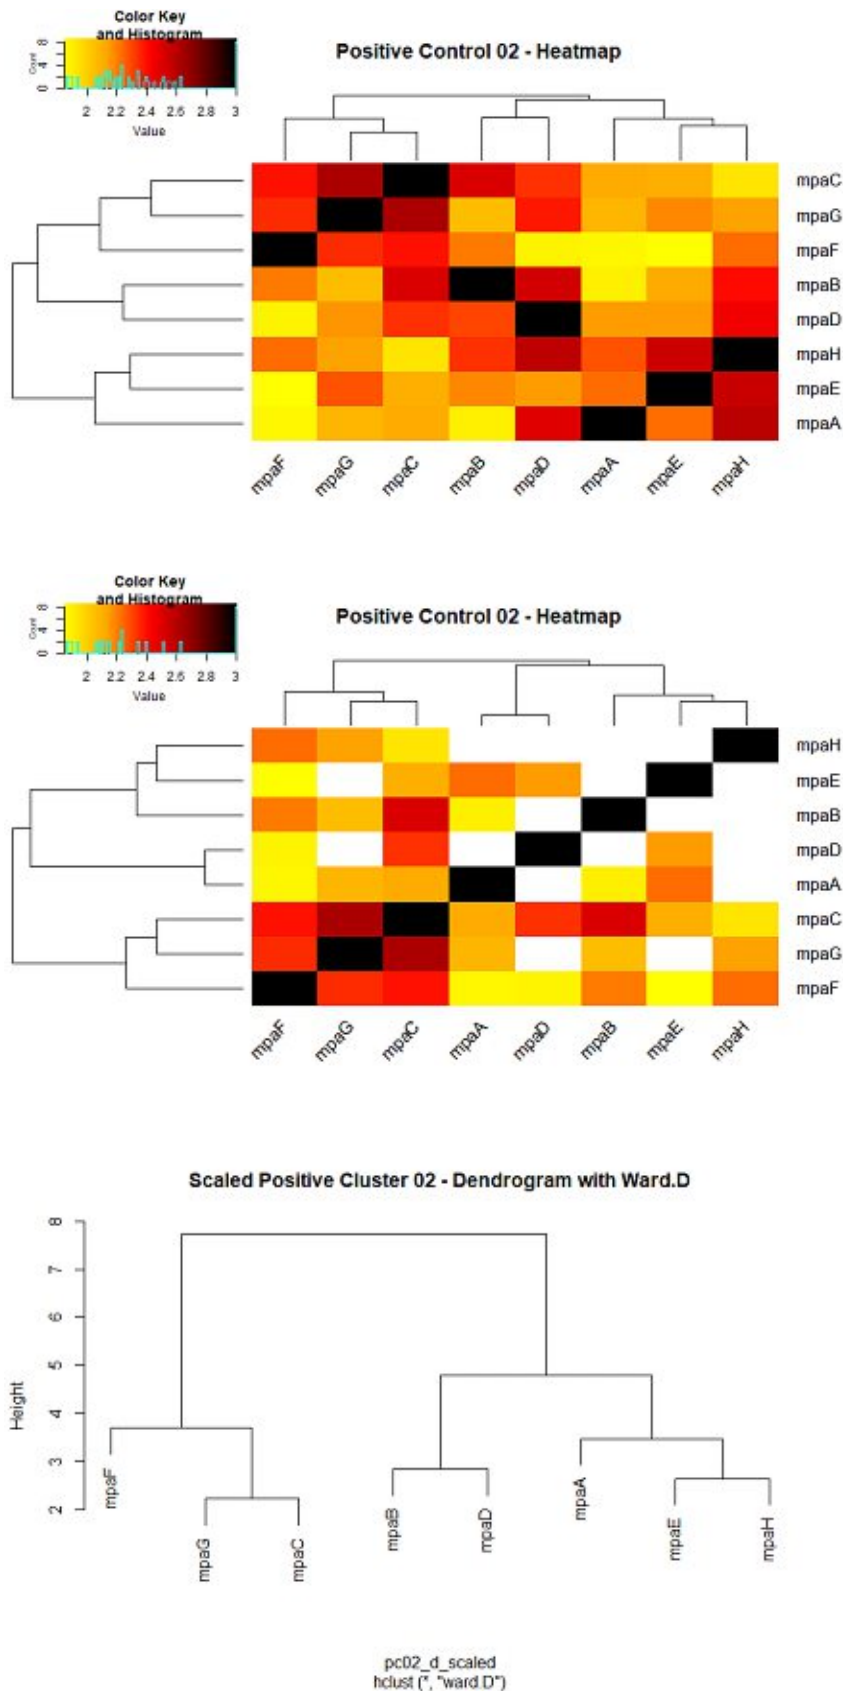 Color Key
and Histogram
Count
0 4 8
2 2.2 2.4 2.6 2.8 3
Value
Positive Control 02 - Heatmap
mpaC
mpaG
mpaF
mpaB
mpaD
mpaH
mpaE
mpaA
mpaF mpaG mpaC mpaB mpaD mpaA mpaE mpaH
Color Key
and Histogram
Count
0 4 8
2 2.2 2.4 2.6 2.8 3
Value
Positive Control 02 - Heatmap
mpaH
mpaE
mpaB
mpaD
mpaA
mpaC
mpaG
mpaF
mpaF mpaG mpaC mpaA mpaD mpaB mpaE mpaH
Scaled Positive Cluster 02 - Dendrogram with Ward.D
Height
8
7
6
5
4
3
2
mpaF
mpaG
mpaC
mpaB
mpaD
mpaA
mpaE
mpaH
pc02_d_scaled
hclust (*, "ward.D")